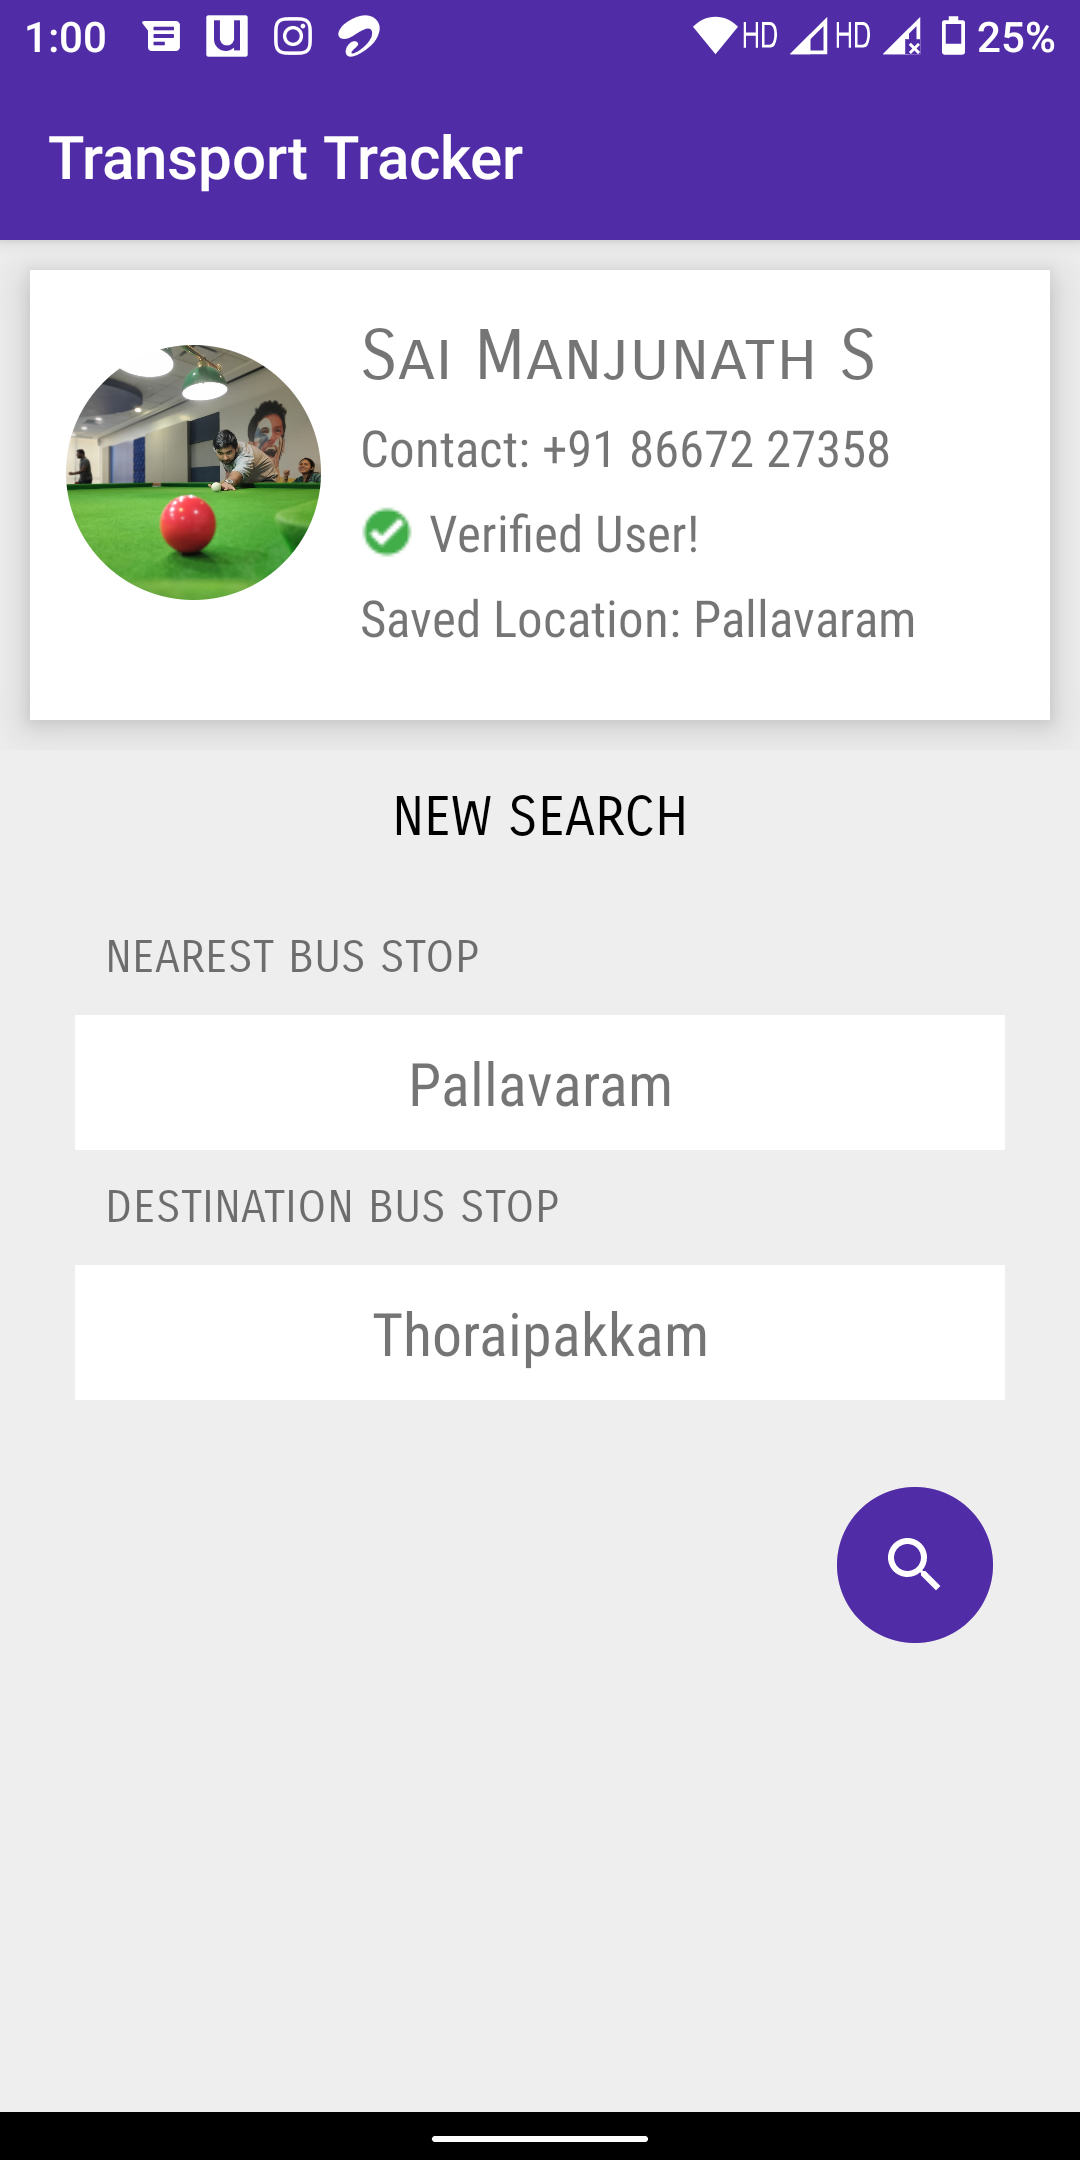 1:00 HD HD 25%
Transport Tracker
Sai Manjunath S
Contact: +91 86672 27358
Verified User!
Saved Location: Pallavaram
NEW SEARCH
NEAREST BUS STOP
Pallavaram
DESTINATION BUS STOP
Thoraipakkam